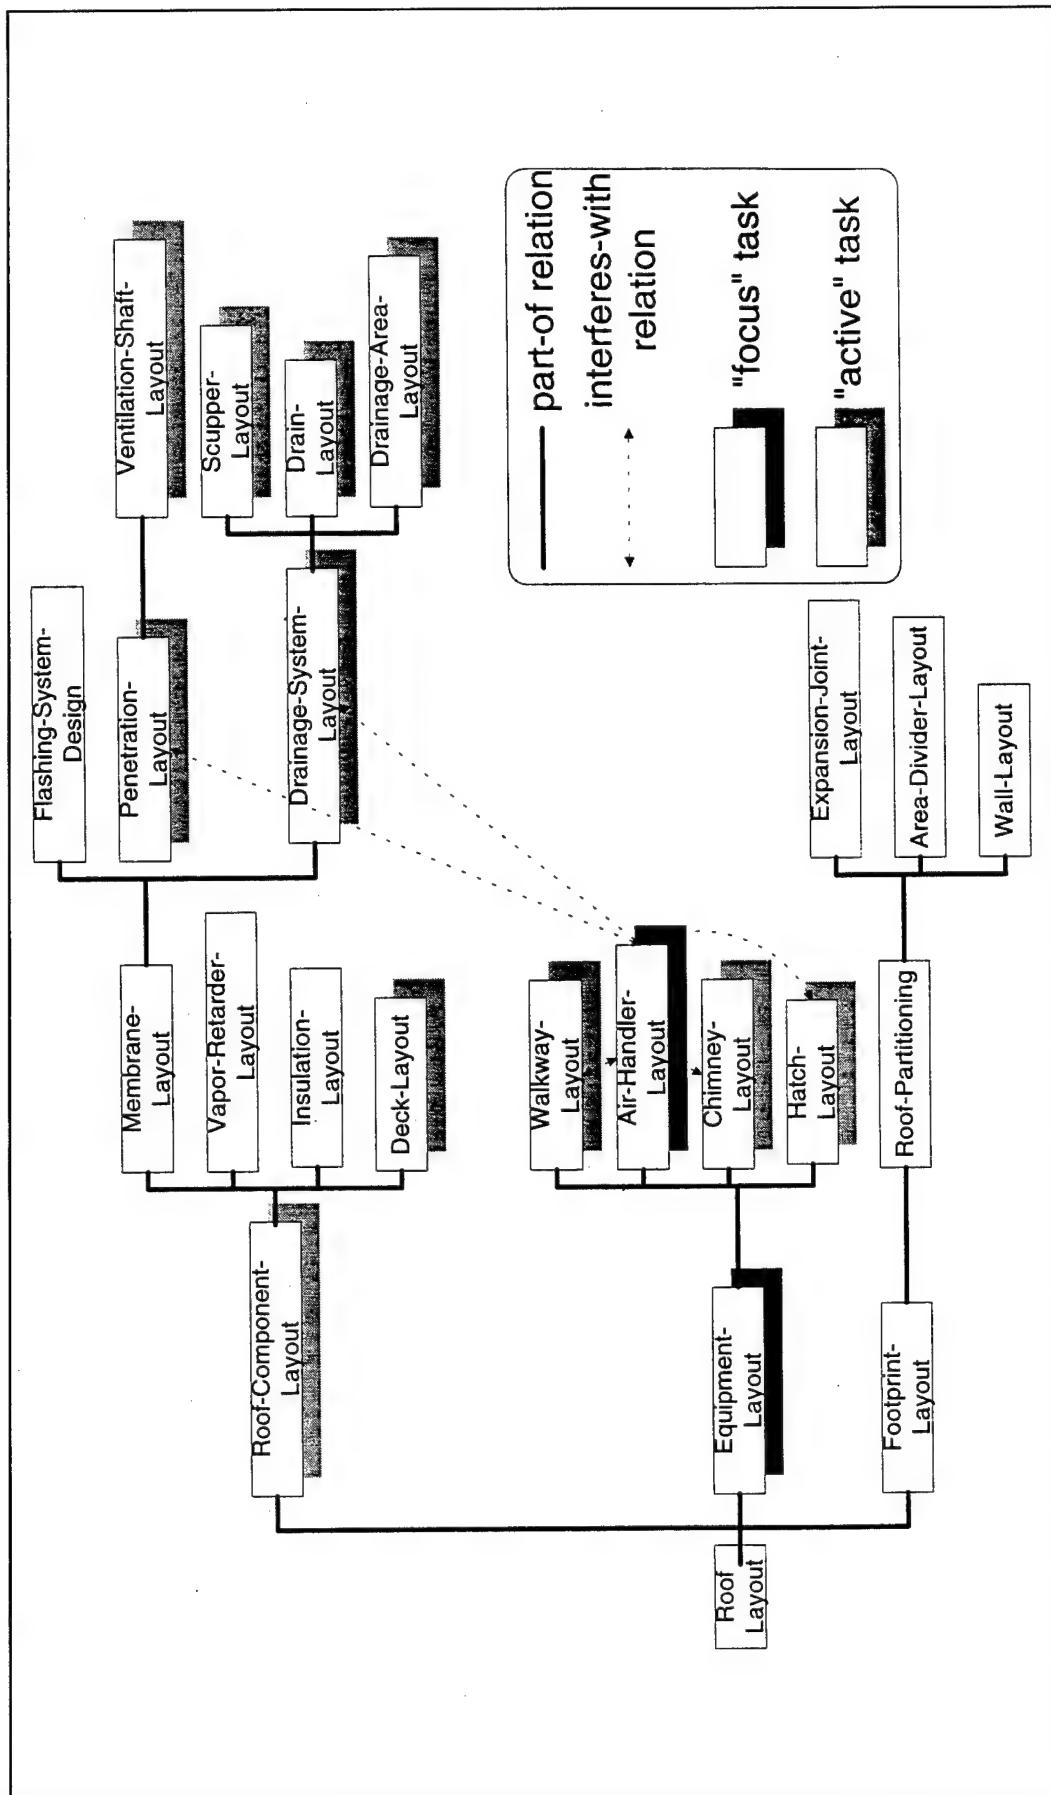 Roof
Layout
Roof-Component-
Layout
Equipment-
Layout
Footprint-
Layout
Membrane-
Layout
Vapor-Retarder-
Layout
Insulation-
Layout
Deck-Layout
Walkway-
Layout
Air-Handler-
Layout
Chimney-
Layout
Hatch-
Layout
Roof-Partitioning
Flashing-System-
Design
Penetration-
Layout
Drainage-System-
Layout
Expansion-Joint-
Layout
Area-Divider-Layout
Wall-Layout
Ventilation-Shaft-
Layout
Scupper-
Layout
Drain-
Layout
Drainage-Area-
Layout
part-of relation
interferes-with
relation
"focus" task
"active" task